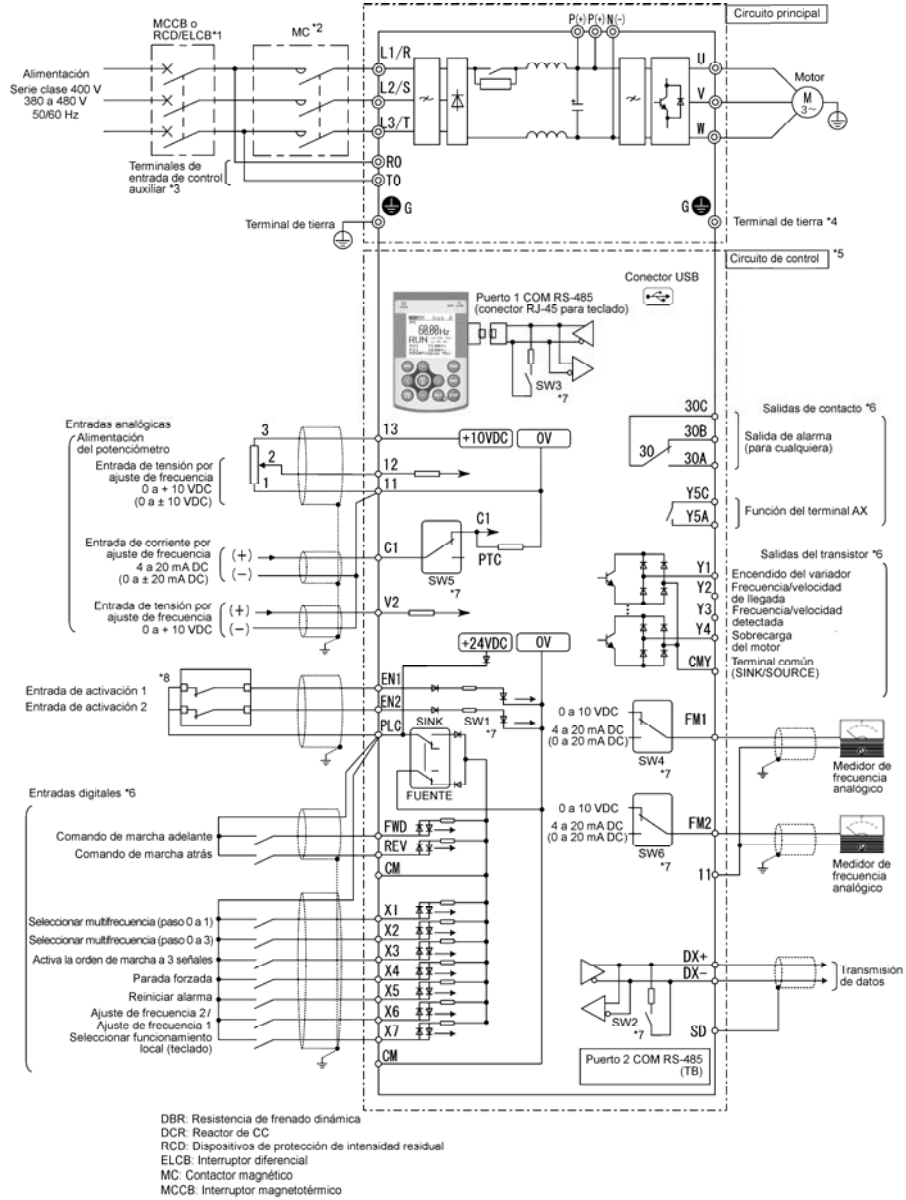 MCCB o
RCD/ELCB*1
MC *2
P(+) P(+) N(-)
Circuito principal
L1/R
L2/S
L3/T
U
V
W
Motor
M
3~
Alimentación
Serie clase 400 V
380 a 480 V
50/60 Hz
Terminales de
entrada de control
auxiliar *3
R0
T0
G
G
Terminal de tierra
Terminal de tierra *4
Circuito de control *5
Conector USB
Puerto 1 COM RS-485
(conector RJ-45 para teclado)
60.00Hz
RUN
SW3
*7
Entradas analógicas
Alimentación
del potenciómetro
3
2
1
Entrada de tensión por
ajuste de frecuencia
0 a + 10 VDC
(0 a ± 10 VDC)
13
12
11
+10VDC
0V
Entrada de corriente por
ajuste de frecuencia
4 a 20 mA DC
(0 a ± 20 mA DC)
(+)
(−)
C1
SW5
*7
C1
PTC
Entrada de tensión por
ajuste de frecuencia
0 a + 10 VDC
(+)
(−)
V2
30C
30B
30
30A
Salidas de contacto *6
Salida de alarma
(para cualquiera)
Y5C
Y5A
Función del terminal AX
Salidas del transistor *6
Y1
Y2
Y3
Y4
CMY
Encendido del variador
Frecuencia/velocidad
de llegada
Frecuencia/velocidad
detectada
Sobrecarga
del motor
Terminal común
(SINK/SOURCE)
+24VDC
0V
*8
Entrada de activación 1
Entrada de activación 2
EN1
EN2
PLC
SINK
SW1
*7
FUENTE
0 a 10 VDC
4 a 20 mA DC
(0 a 20 mA DC)
SW4
*7
FM1
Medidor de
frecuencia
analógico
0 a 10 VDC
4 a 20 mA DC
(0 a 20 mA DC)
SW6
*7
FM2
11
Medidor de
frecuencia
analógico
Entradas digitales *6
Comando de marcha adelante
Comando de marcha atrás
FWD
REV
CM
Seleccionar multifrecuencia (paso 0 a 1)
Seleccionar multifrecuencia (paso 0 a 3)
Activa la orden de marcha a 3 señales
Parada forzada
Reiniciar alarma
Ajuste de frecuencia 2/
Ajuste de frecuencia 1
Seleccionar funcionamiento
local (teclado)
X1
X2
X3
X4
X5
X6
X7
CM
DX+
DX−
SD
Transmisión
de datos
SW2
*7
Puerto 2 COM RS-485
(TB)
DBR: Resistencia de frenado dinámica
DCR: Reactor de CC
RCD: Dispositivos de protección de intensidad residual
ELCB: Interruptor diferencial
MC: Contactor magnético
MCCB: Interruptor magnetotérmico